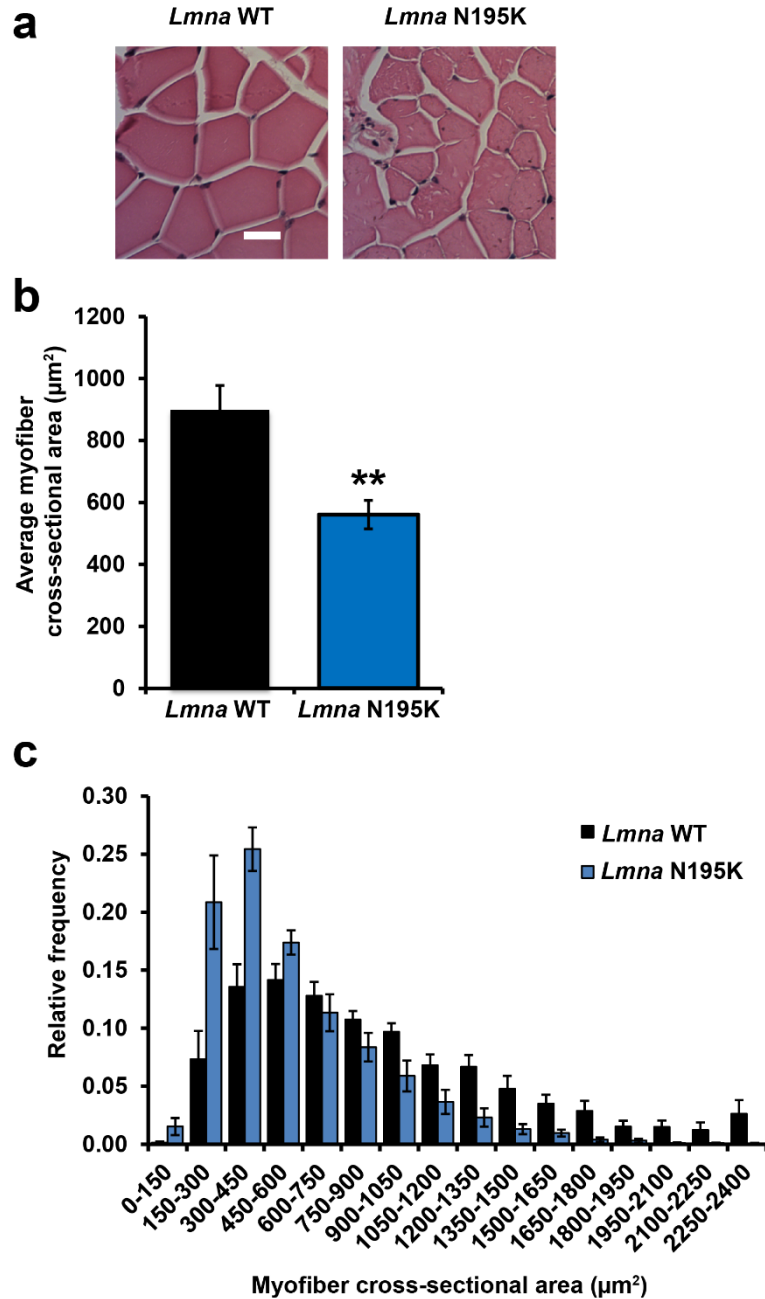 a
Lmna WT
Lmna N195K
b
Average myofiber
cross-sectional area (µm²)
1200
1000
800
600
400
200
0
**
Lmna WT
Lmna N195K
c
Relative frequency
0.30
0.25
0.20
0.15
0.10
0.05
0.00
Lmna WT
Lmna N195K
0-150
150-300
300-450
450-600
600-750
750-900
900-1050
1050-1200
1200-1350
1350-1500
1500-1650
1650-1800
1800-1950
1950-2100
2100-2250
2250-2400
Myofiber cross-sectional area (µm²)